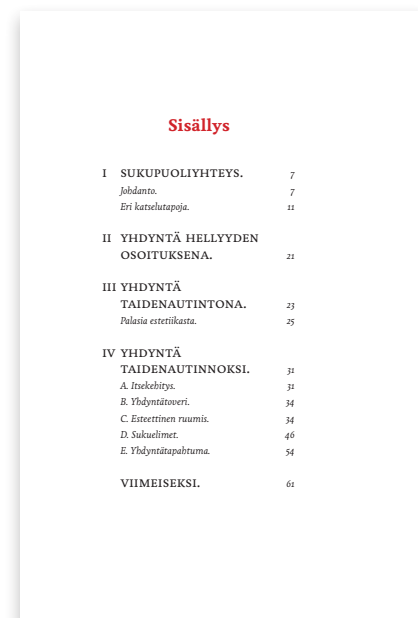 Sisällys
I SUKUPUOLIYHTEYS. 7
Johdanto. 7
Eri katselutapoja. 11
II YHDYNTÄ HELLYYDEN
OSOITUKSENA. 21
III YHDYNTÄ
TAIDENAUTINTONA. 23
Palasia estetiikasta. 25
IV YHDYNTÄ
TAIDENAUTINNOKSI. 31
A. Itsekehitys. 31
B. Yhdyntätoveri. 34
C. Esteettinen ruumis. 34
D. Sukuelimet. 46
E. Yhdyntätapahtuma. 54
VIIMEISEKSI. 61